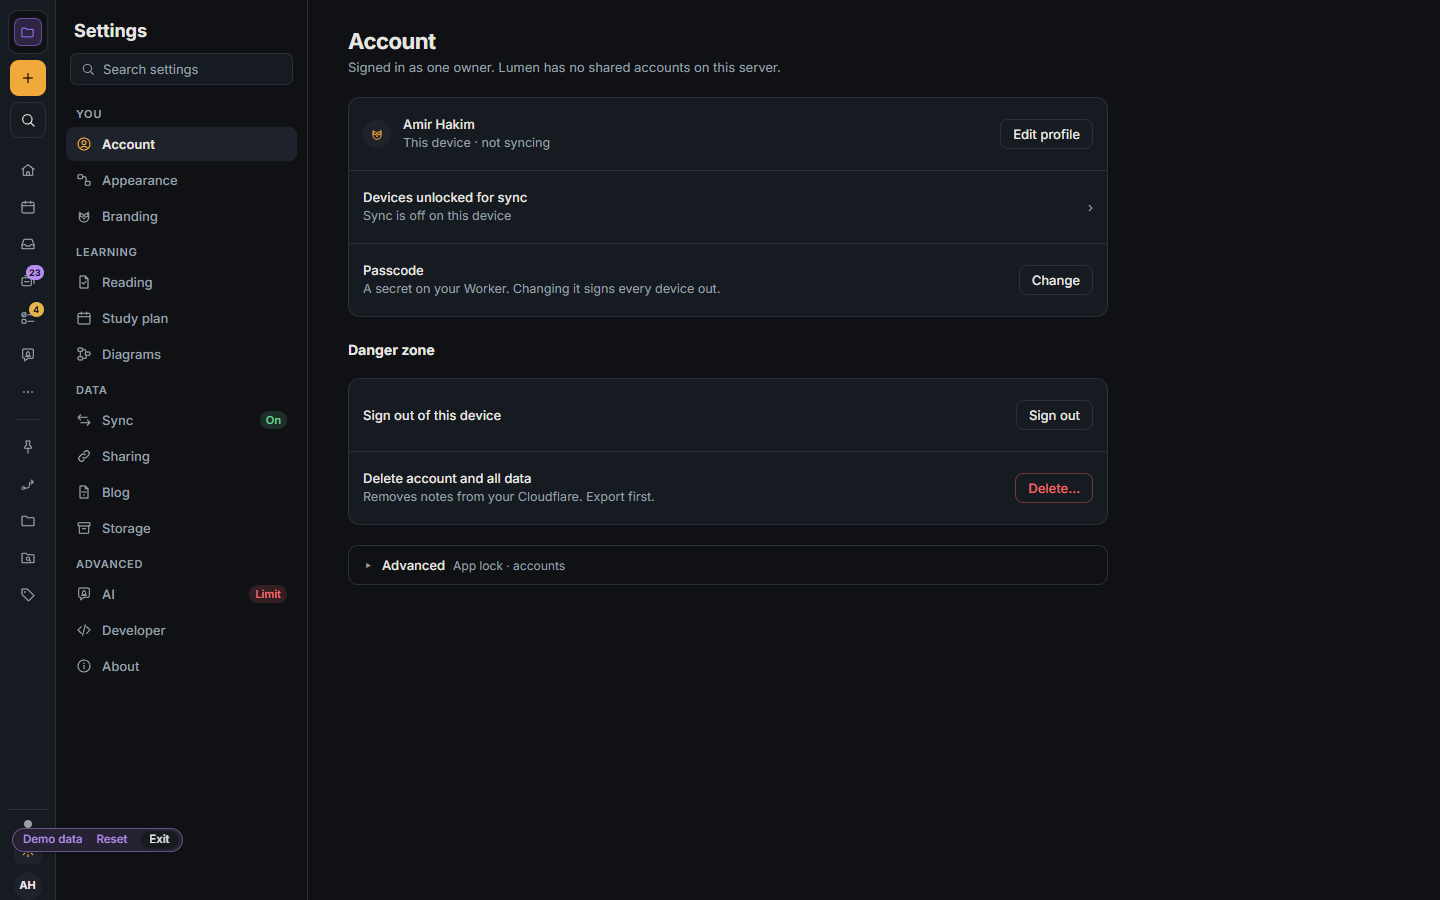 Settings
Search settings
YOU
Account
Appearance
Branding
LEARNING
Reading
Study plan
Diagrams
DATA
Sync On
Sharing
Blog
Storage
ADVANCED
AI Limit
Developer
About
23
4
Demo data Reset Exit
AH
Account
Signed in as one owner. Lumen has no shared accounts on this server.
Amir Hakim
This device · not syncing
Edit profile
Devices unlocked for sync
Sync is off on this device
Passcode
A secret on your Worker. Changing it signs every device out.
Change
Danger zone
Sign out of this device
Sign out
Delete account and all data
Removes notes from your Cloudflare. Export first.
Delete...
Advanced App lock · accounts